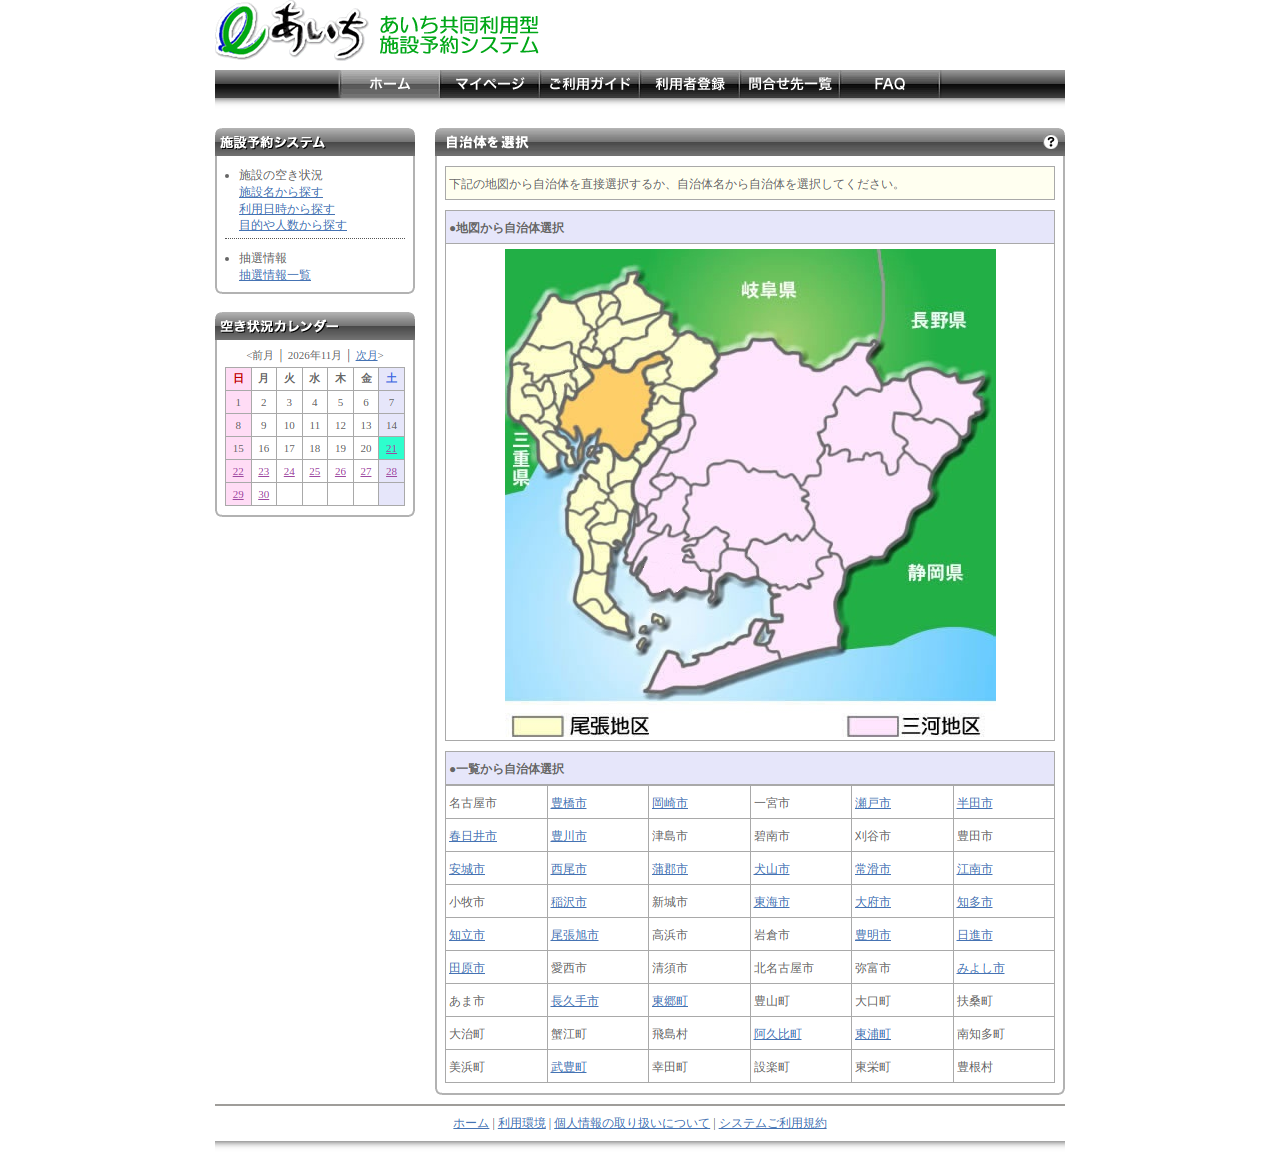 あいち
あいち共同利用型
施設予約システム
ホーム マイページ ご利用ガイド 利用者登録 問合せ先一覧 FAQ
施設予約システム
施設の空き状況
施設名から探す
利用日時から探す
目的や人数から探す
抽選情報
抽選情報一覧
空き状況カレンダー
<前月 │ 2026年11月 │ 次月>
日 月 火 水 木 金 土
1 2 3 4 5 6 7
8 9 10 11 12 13 14
15 16 17 18 19 20 21
22 23 24 25 26 27 28
29 30
自治体を選択 ?
下記の地図から自治体を直接選択するか、自治体名から自治体を選択してください。
●地図から自治体選択
岐阜県
長野県
三重県
静岡県
尾張地区 三河地区
●一覧から自治体選択
名古屋市 豊橋市 岡崎市 一宮市 瀬戸市 半田市
春日井市 豊川市 津島市 碧南市 刈谷市 豊田市
安城市 西尾市 蒲郡市 犬山市 常滑市 江南市
小牧市 稲沢市 新城市 東海市 大府市 知多市
知立市 尾張旭市 高浜市 岩倉市 豊明市 日進市
田原市 愛西市 清須市 北名古屋市 弥富市 みよし市
あま市 長久手市 東郷町 豊山町 大口町 扶桑町
大治町 蟹江町 飛島村 阿久比町 東浦町 南知多町
美浜町 武豊町 幸田町 設楽町 東栄町 豊根村
ホーム | 利用環境 | 個人情報の取り扱いについて | システムご利用規約